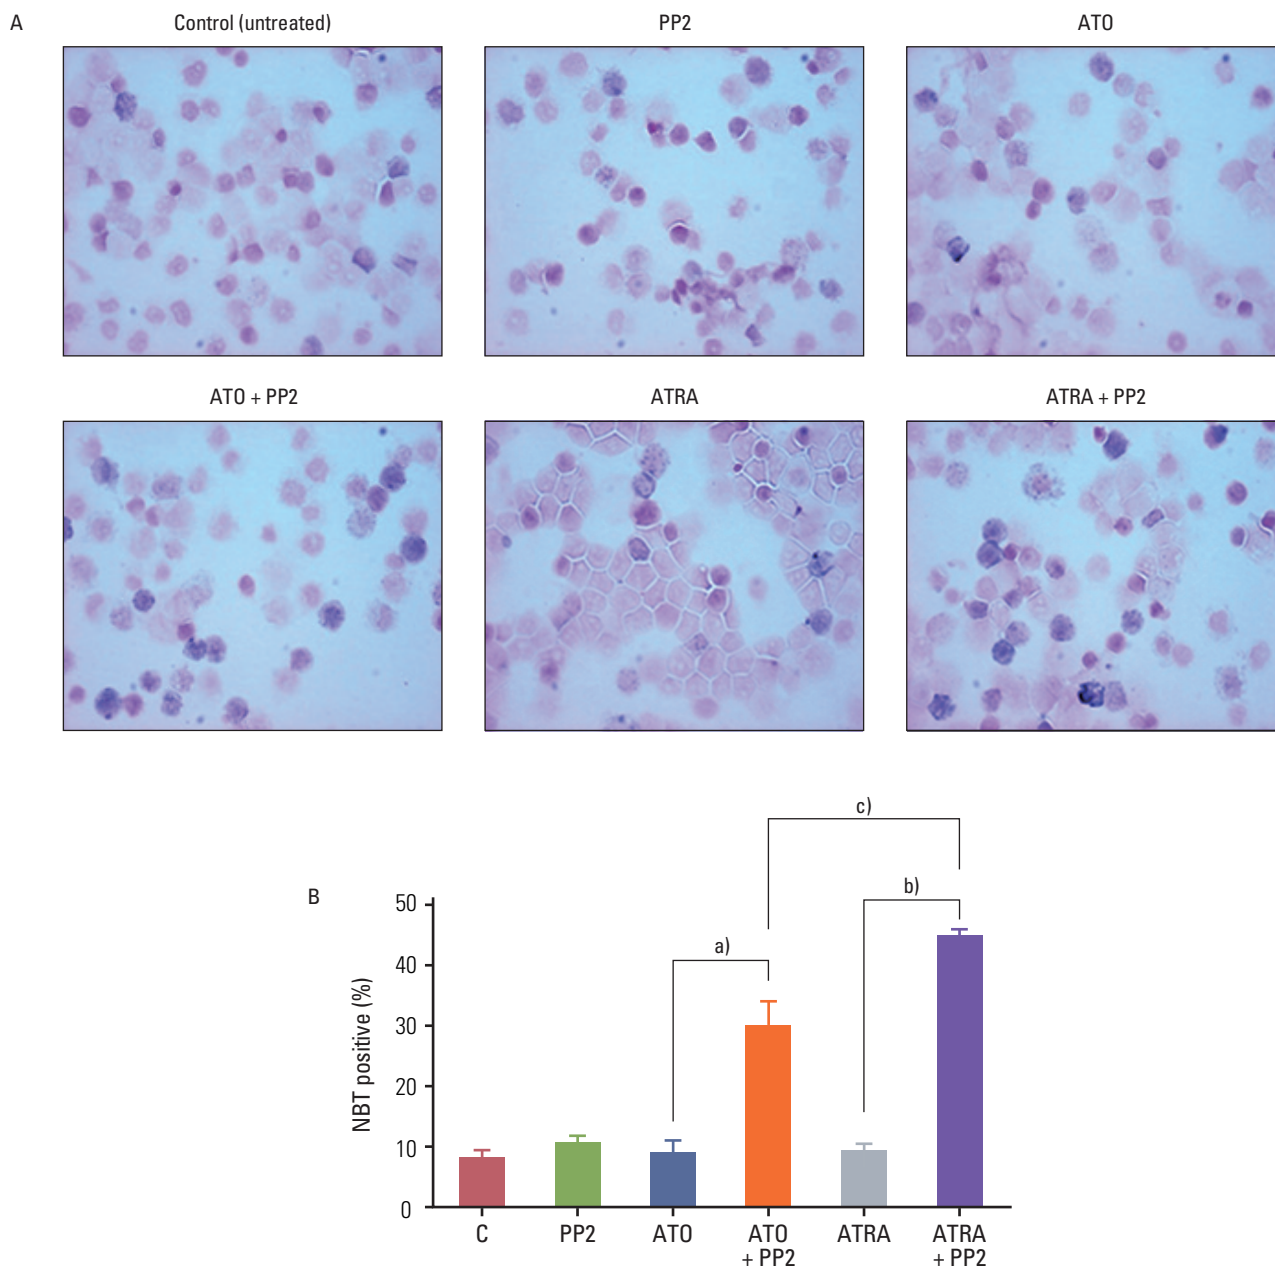 A
Control (untreated)
PP2
ATO
ATO + PP2
ATRA
ATRA + PP2
B
NBT positive (%)
50
40
30
20
10
0
a)
b)
c)
C
PP2
ATO
ATO
+ PP2
ATRA
ATRA
+ PP2